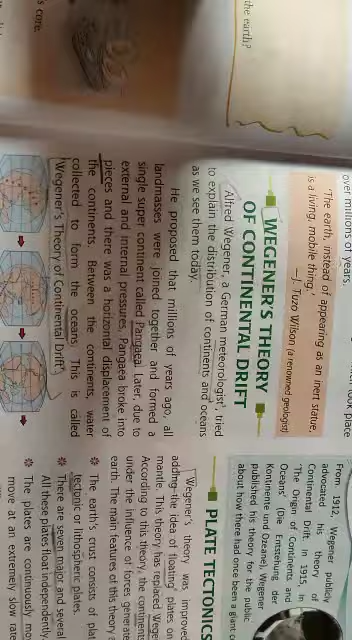 the earth?
s core.
over millions of years.
took place
'The earth, instead of appearing as an inert statue,
is a living, mobile thing.'
—J. Tuzo Wilson (a renowned geologist)
WEGENER'S THEORY
OF CONTINENTAL DRIFT
Alfred Wegener, a German meteorologist, tried
to explain the distribution of continents and oceans
as we see them today.
He proposed that millions of years ago, all
landmasses were joined together and formed a
single super continent called Pangaea. Later, due to
external and internal pressures, Pangaea broke into
pieces and there was a horizontal displacement of
the continents. Between the continents, water
collected to form the oceans. This is called
'Wegener's Theory of Continental Drift'.
From 1912, Wegener publicly
advocated his theory of
Continental Drift. In 1915, in
'The Origin of Continents and
Oceans' (Die Entstehung der
Kontinente und Ozeane), Wegener
published his theory for the public
about how there had once been a giant
PLATE TECTONICS
Wegener's theory was improved
adding the idea of floating plates on
mantle. This theory has replaced Wege
According to this theory, the continents
under the influence of forces generate
earth. The main features of this theory a
The earth's crust consists of plat
tectonic or lithospheric plates.
There are seven major and several
All these plates float independently.
The plates are continuously mo
move at an extremely slow rate